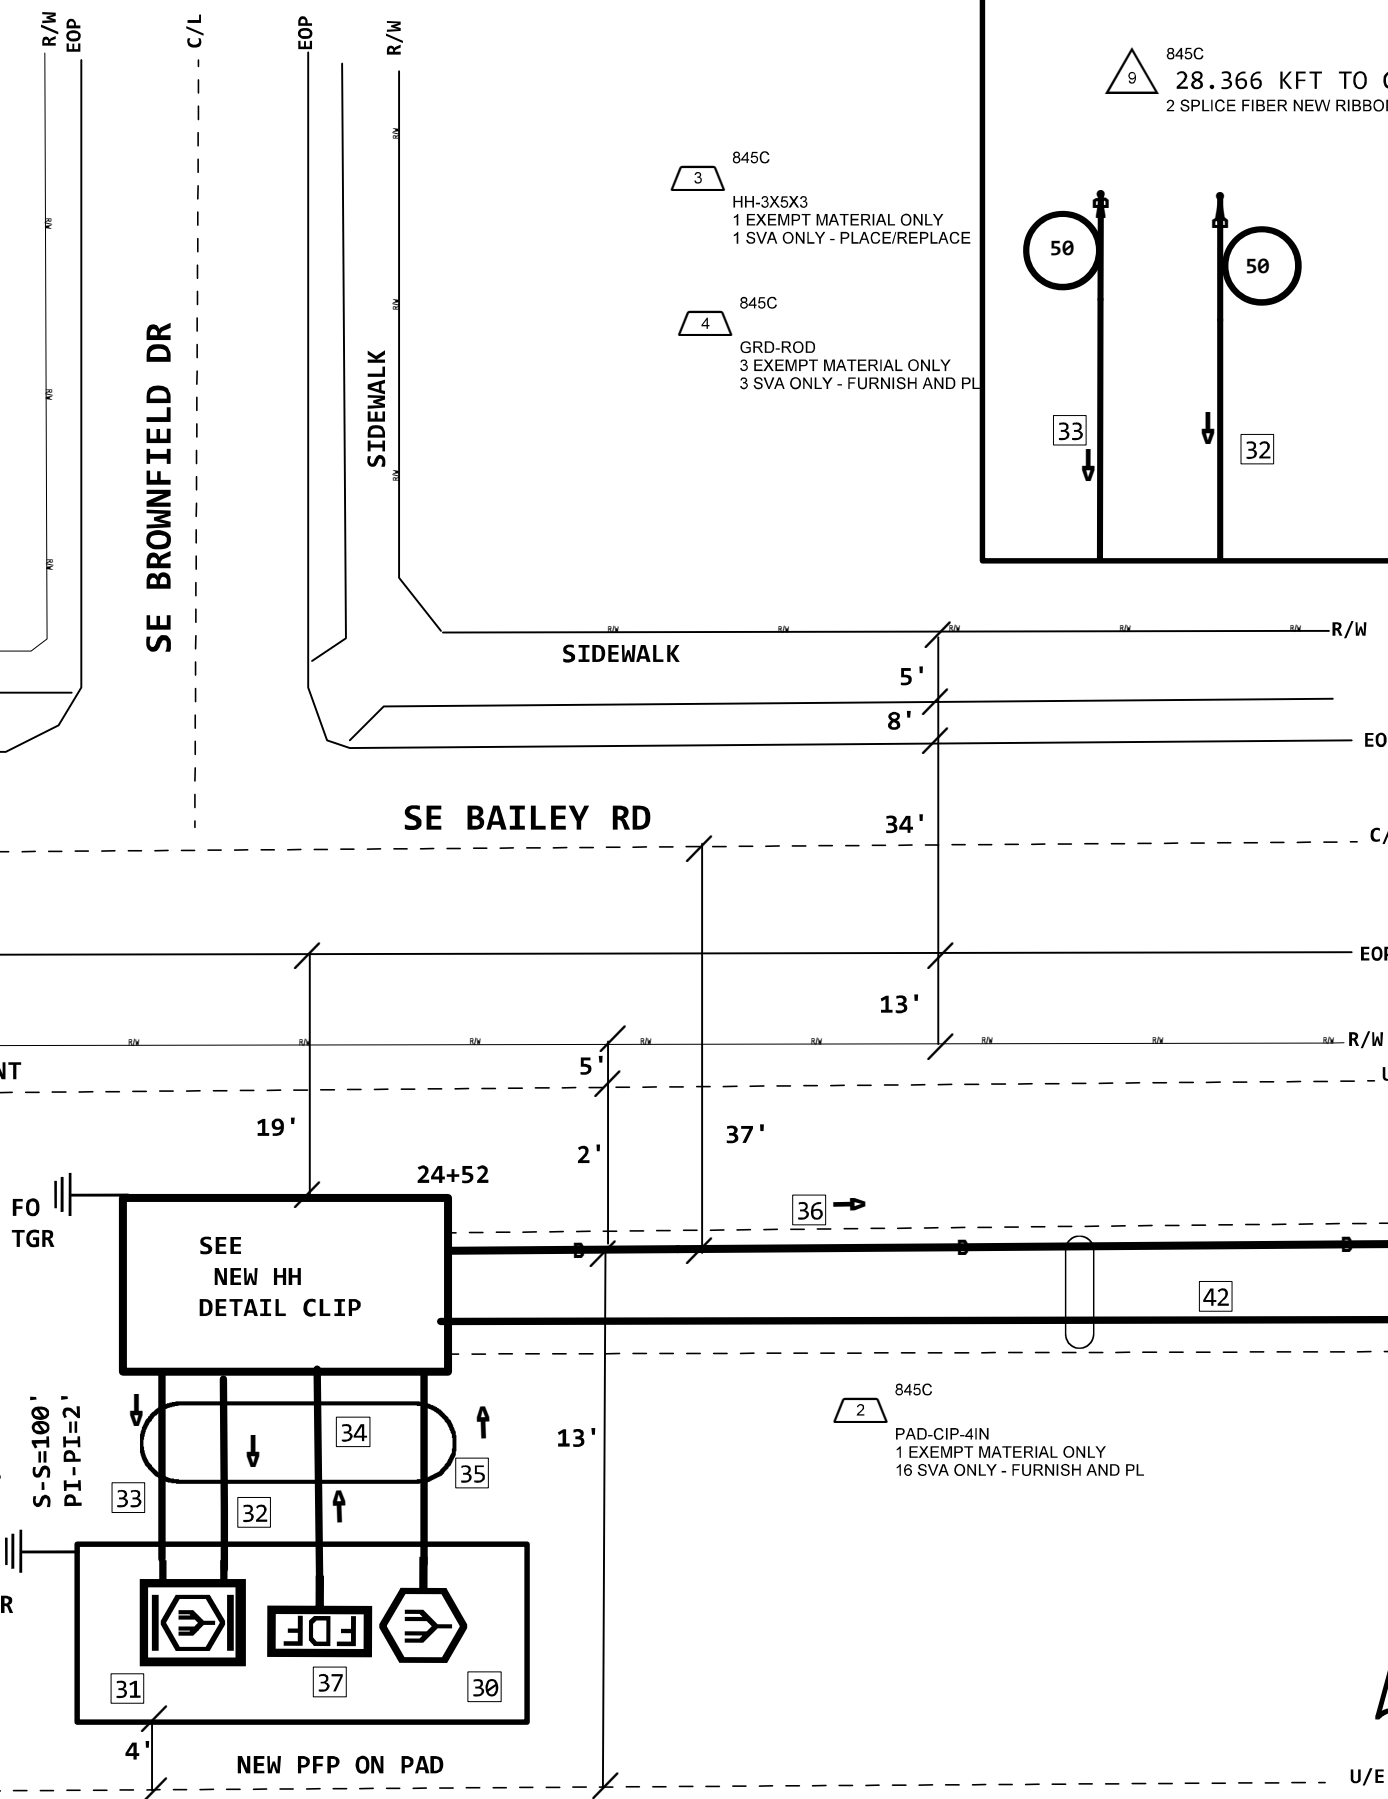 R/W
EOP
C/L
EOP
R/W
845C
9
28.366 KFT TO
2 SPLICE FIBER NEW
845C
3
HH-3X5X3
1 EXEMPT MATERIAL ONLY
1 SVA ONLY - PLACE/REPLACE
50
50
845C
4
GRD-ROD
3 EXEMPT MATERIAL ONLY
3 SVA ONLY - FURNISH AND PL
33
32
SE BROWNFIELD DR
SIDEWALK
R/W
R/W
R/W
R/W
R/W
R/W
R/W
R/W
R/W
R/W
R/W
R/W
SIDEWALK
5'
8'
EO
SE BAILEY RD
34'
C/
EOP
13'
R/W
R/W
R/W
R/W
R/W
R/W
R/W
R/W
R/W
NT
5'
U
19'
37'
2'
24+52
FO
TGR
36
SEE
NEW HH
DETAIL CLIP
42
845C
2
PAD-CIP-4IN
1 EXEMPT MATERIAL ONLY
16 SVA ONLY - FURNISH AND PL
S-S=100'
PI-PI=2'
34
13'
35
33
32
R
FDF
31
37
30
4'
NEW PFP ON PAD
U/E